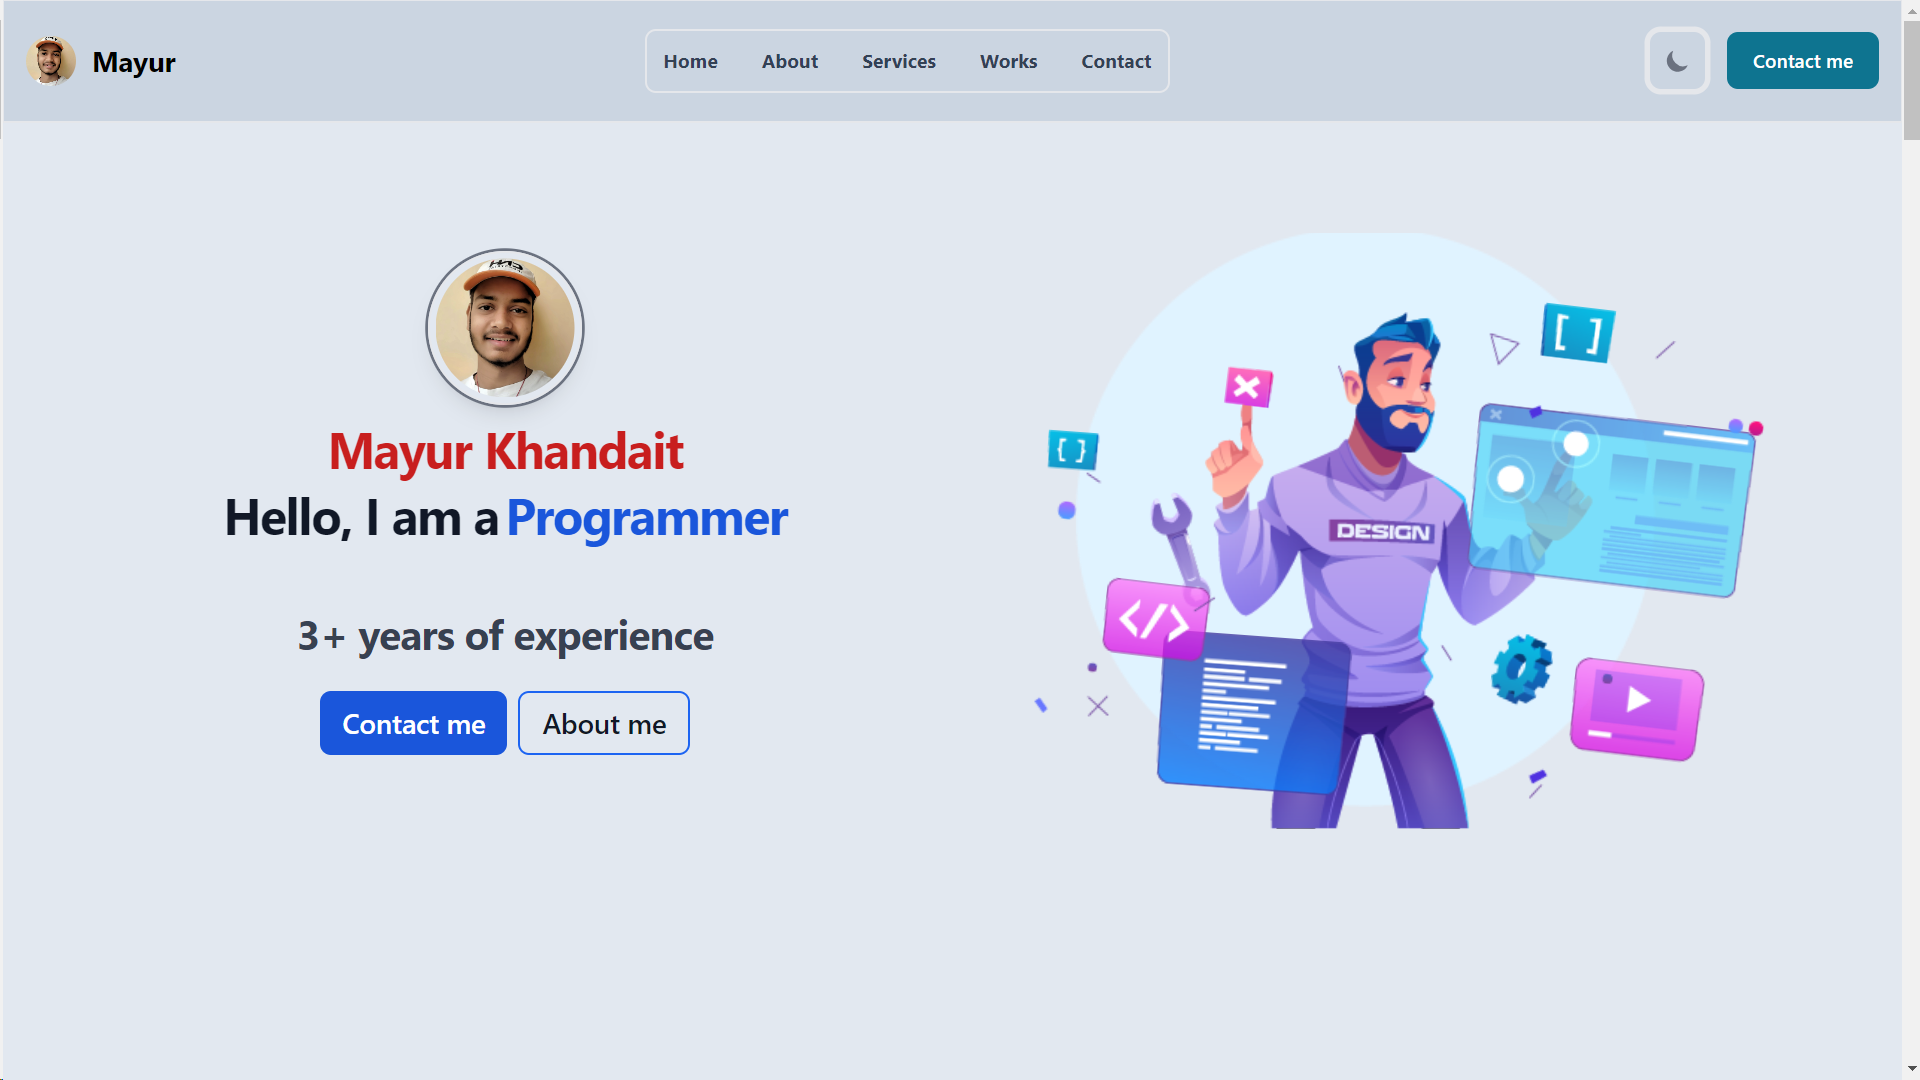 Mayur
Home About Services Works Contact
Contact me
Mayur Khandait
Hello, I am a Programmer
3+ years of experience
Contact me
About me
[ ]
{ }
DESIGN
</>